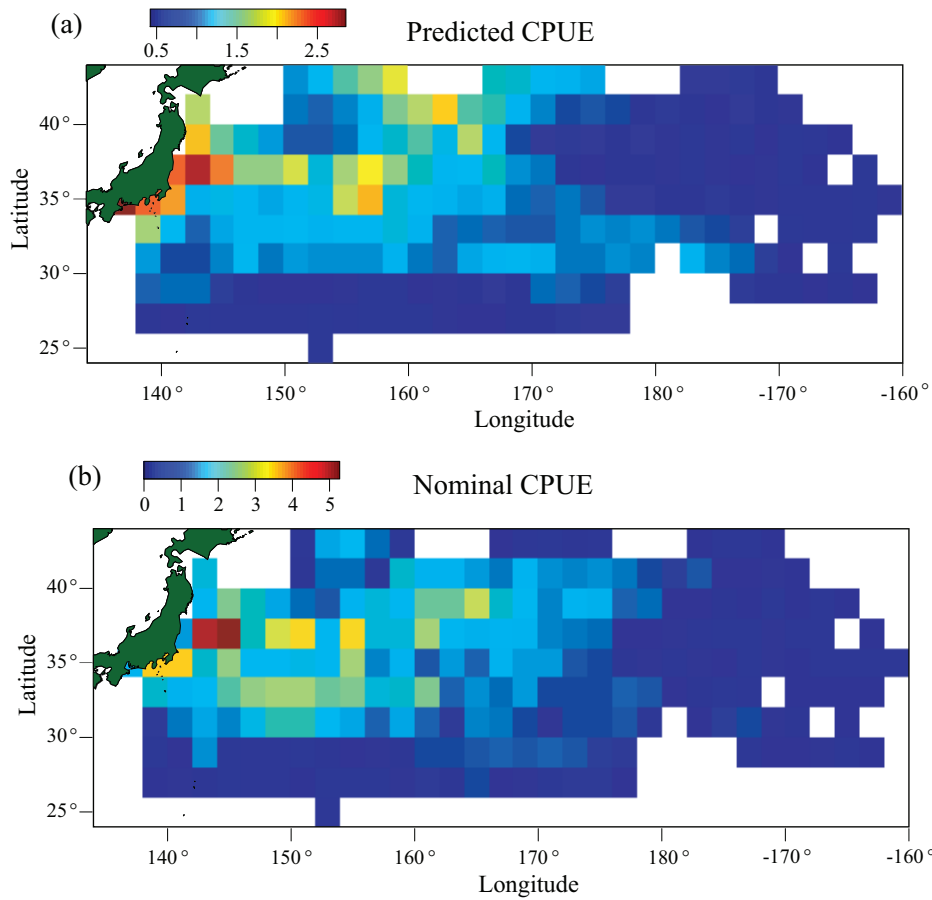 (a)
Predicted CPUE
0.5 1.5 2.5
40°
35°
30°
25°
Latitude
140° 150° 160° 170° 180° -170° -160°
Longitude
(b)
Nominal CPUE
0 1 2 3 4 5
40°
35°
30°
25°
Latitude
140° 150° 160° 170° 180° -170° -160°
Longitude